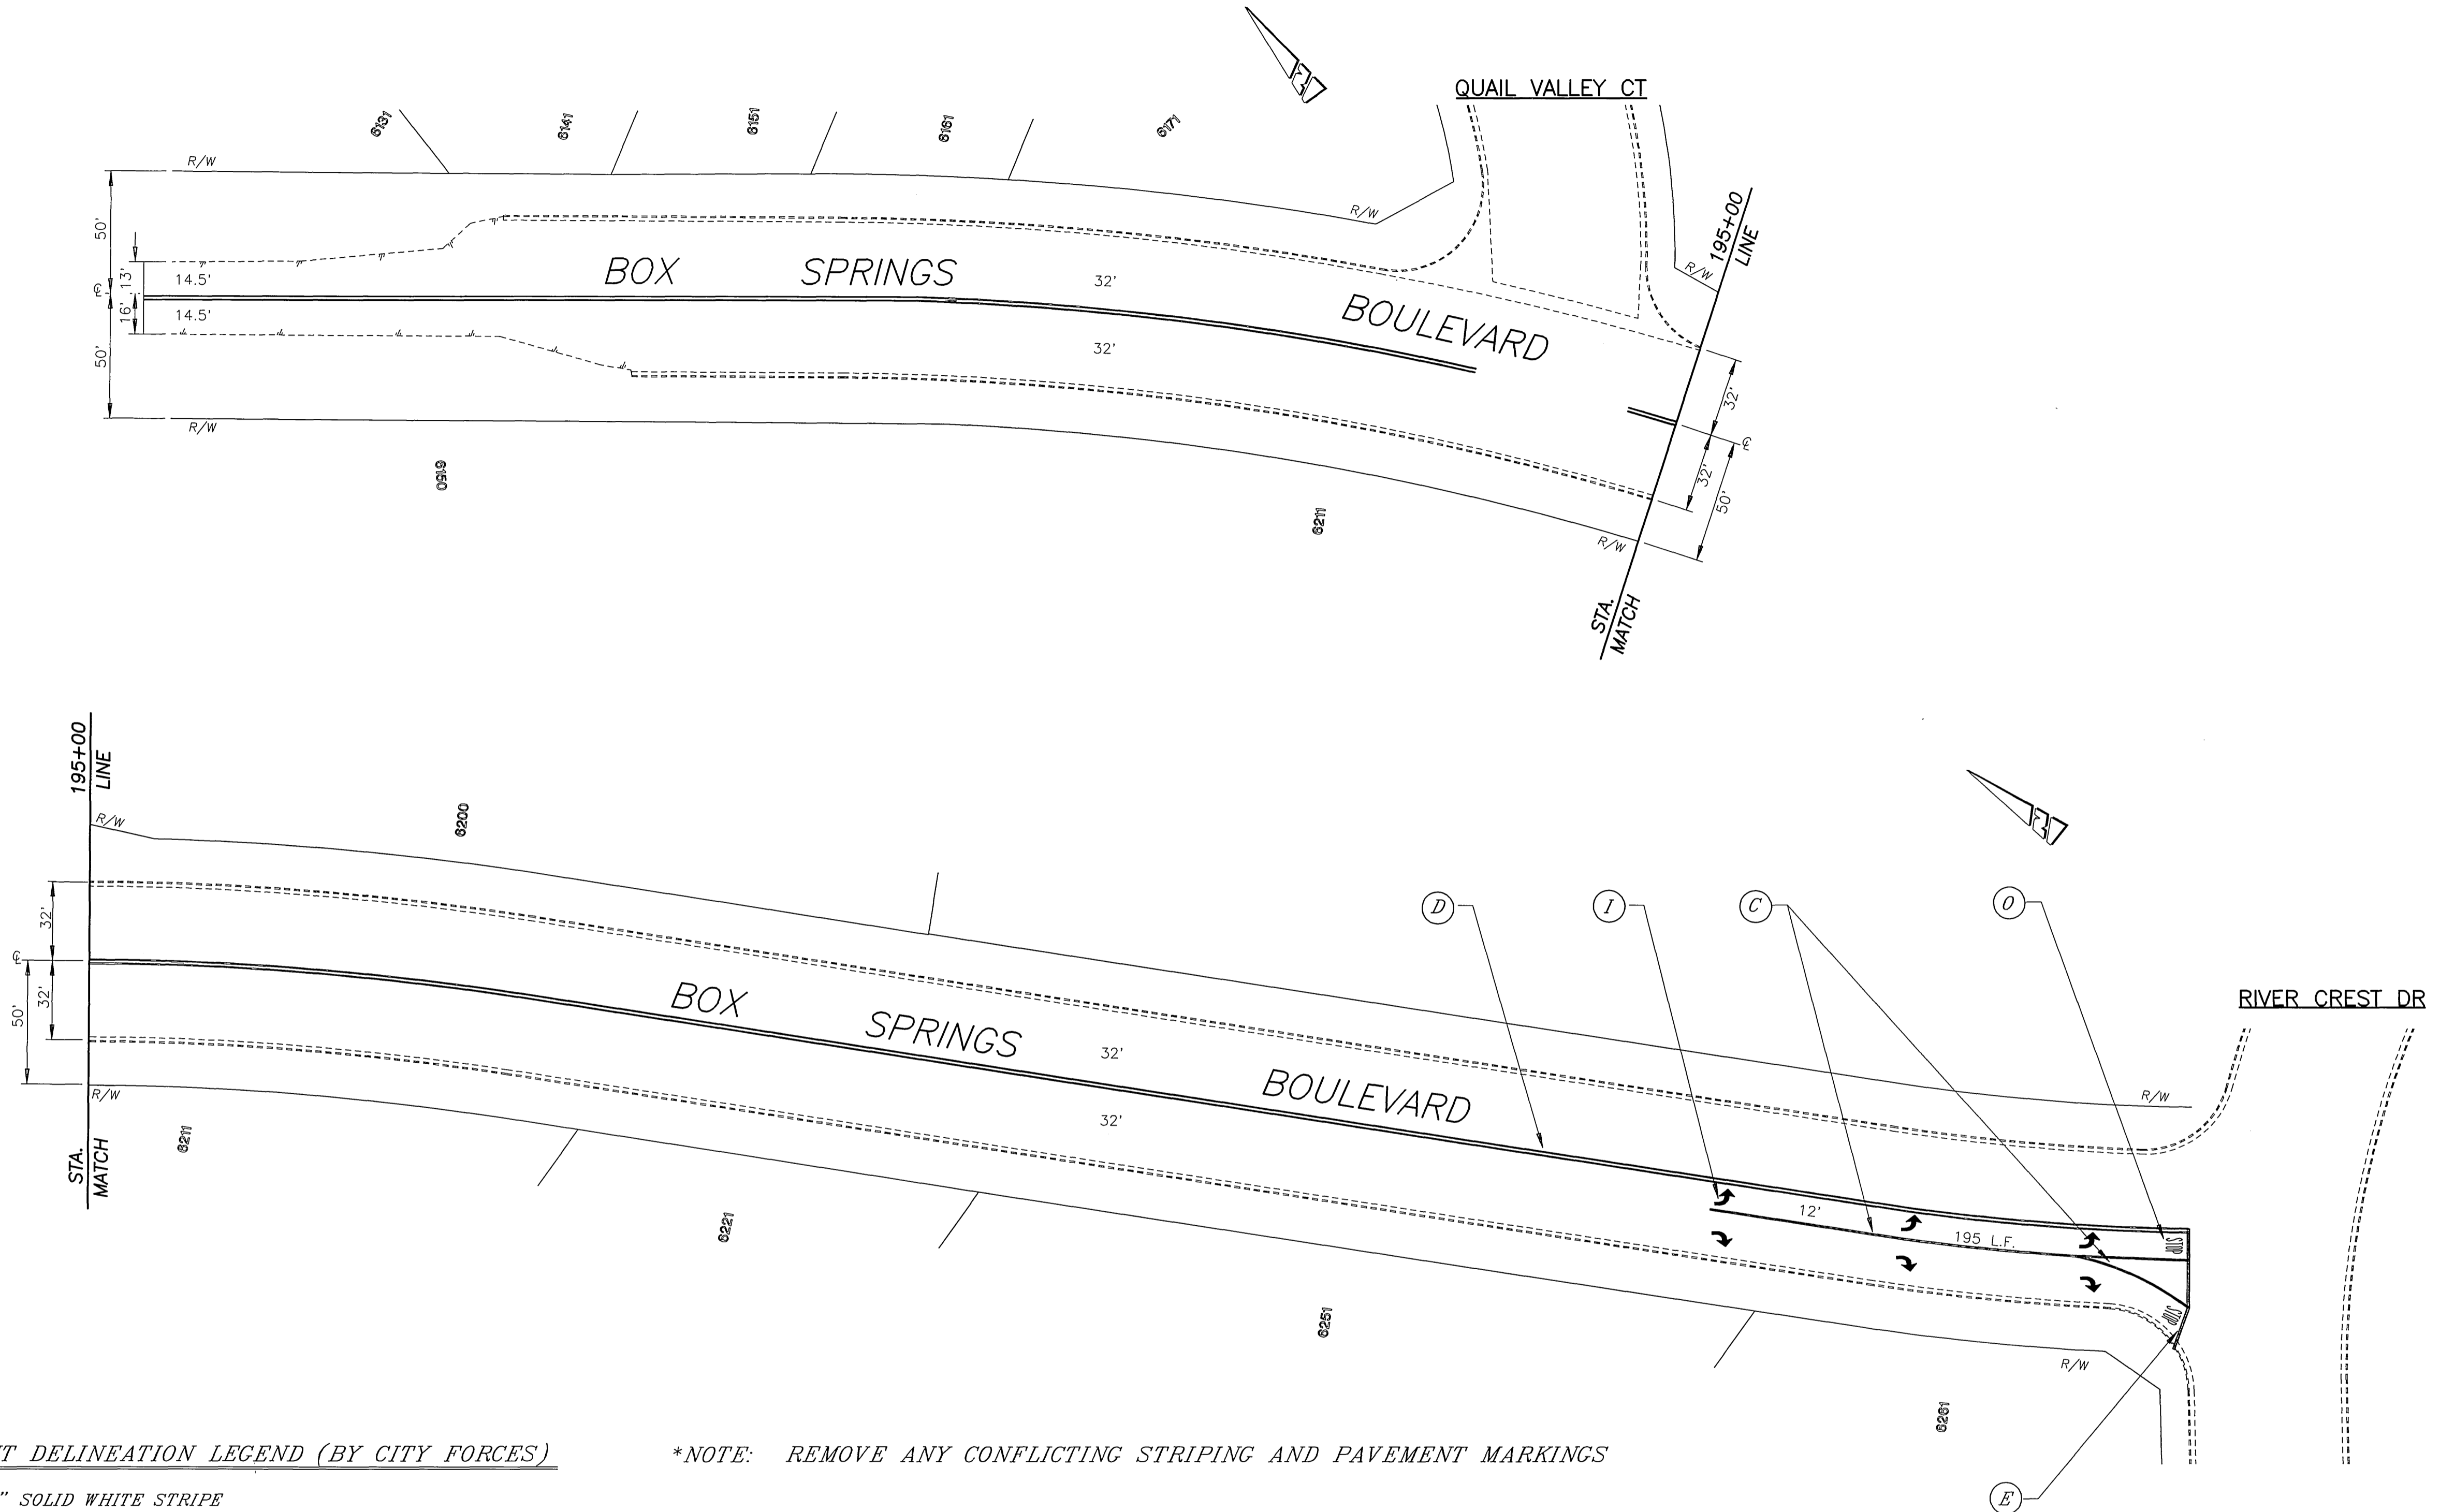 QUAIL VALLEY CT
6131
6141
6151
6161
6171
R/W
R/W
R/W
195+00
LINE
50'
13'
14.5'
BOX SPRINGS BOULEVARD
32'
℄
16'
14.5'
32'
50'
32'
℄
32'
50'
R/W
6150
6211
R/W
STA.
MATCH
195+00
LINE
R/W
6200
D
I
C
O
32'
℄
32'
50'
BOX SPRINGS BOULEVARD
32'
32'
RIVER CREST DR
R/W
R/W
STA.
MATCH
6211
6221
6251
12'
195 L.F.
STOP
STOP
R/W
6261
E
T DELINEATION LEGEND (BY CITY FORCES)
*NOTE: REMOVE ANY CONFLICTING STRIPING AND PAVEMENT MARKINGS
" SOLID WHITE STRIPE